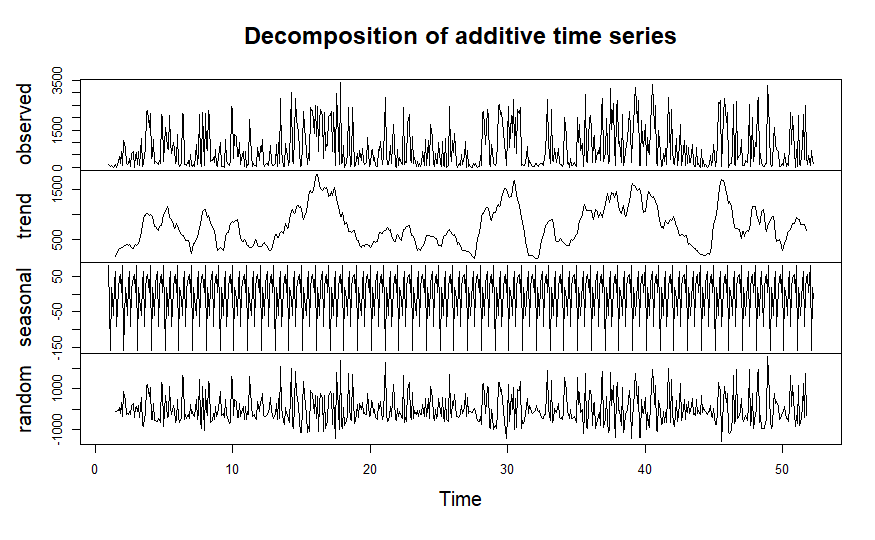 Decomposition of additive time series
observed
3500
1500
0
trend
1500
500
seasonal
50
-50
-150
random
1000
-1000
0 10 20 30 40 50
Time